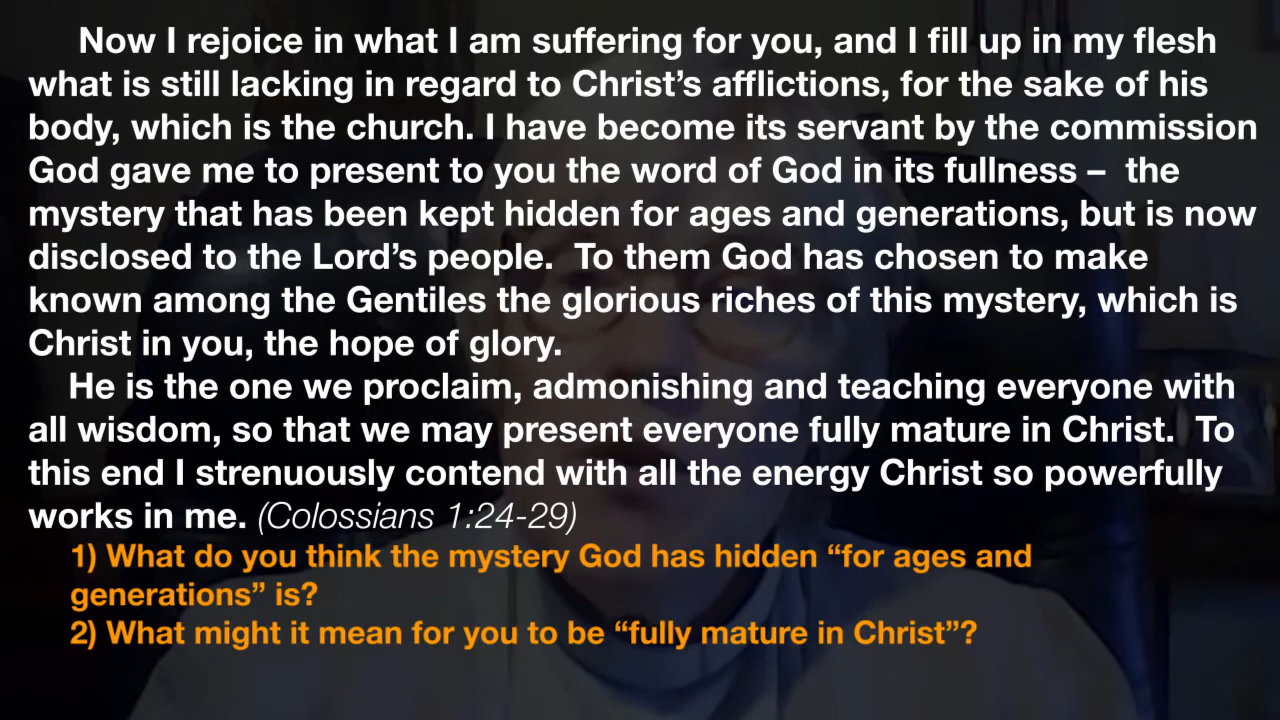 Now I rejoice in what I am suffering for you, and I fill up in my flesh
what is still lacking in regard to Christ’s afflictions, for the sake of his
body, which is the church. I have become its servant by the commission
God gave me to present to you the word of God in its fullness –  the
mystery that has been kept hidden for ages and generations, but is now
disclosed to the Lord’s people.  To them God has chosen to make
known among the Gentiles the glorious riches of this mystery, which is
Christ in you, the hope of glory.
He is the one we proclaim, admonishing and teaching everyone with
all wisdom, so that we may present everyone fully mature in Christ.  To
this end I strenuously contend with all the energy Christ so powerfully
works in me. (Colossians 1:24-29)
1) What do you think the mystery God has hidden “for ages and
generations” is?
2) What might it mean for you to be “fully mature in Christ”?